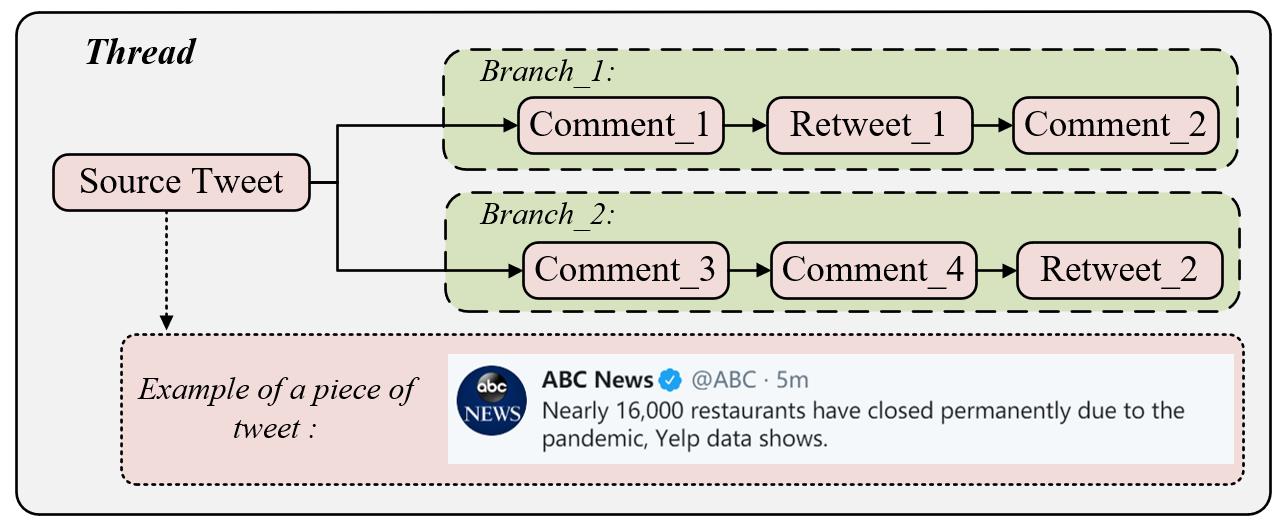 Thread
Branch_1:
Comment_1
Retweet_1
Comment_2
Source Tweet
Branch_2:
Comment_3
Comment_4
Retweet_2
Example of a piece of
tweet :
abc
NEWS
ABC News @ABC · 5m
Nearly 16,000 restaurants have closed permanently due to the
pandemic, Yelp data shows.